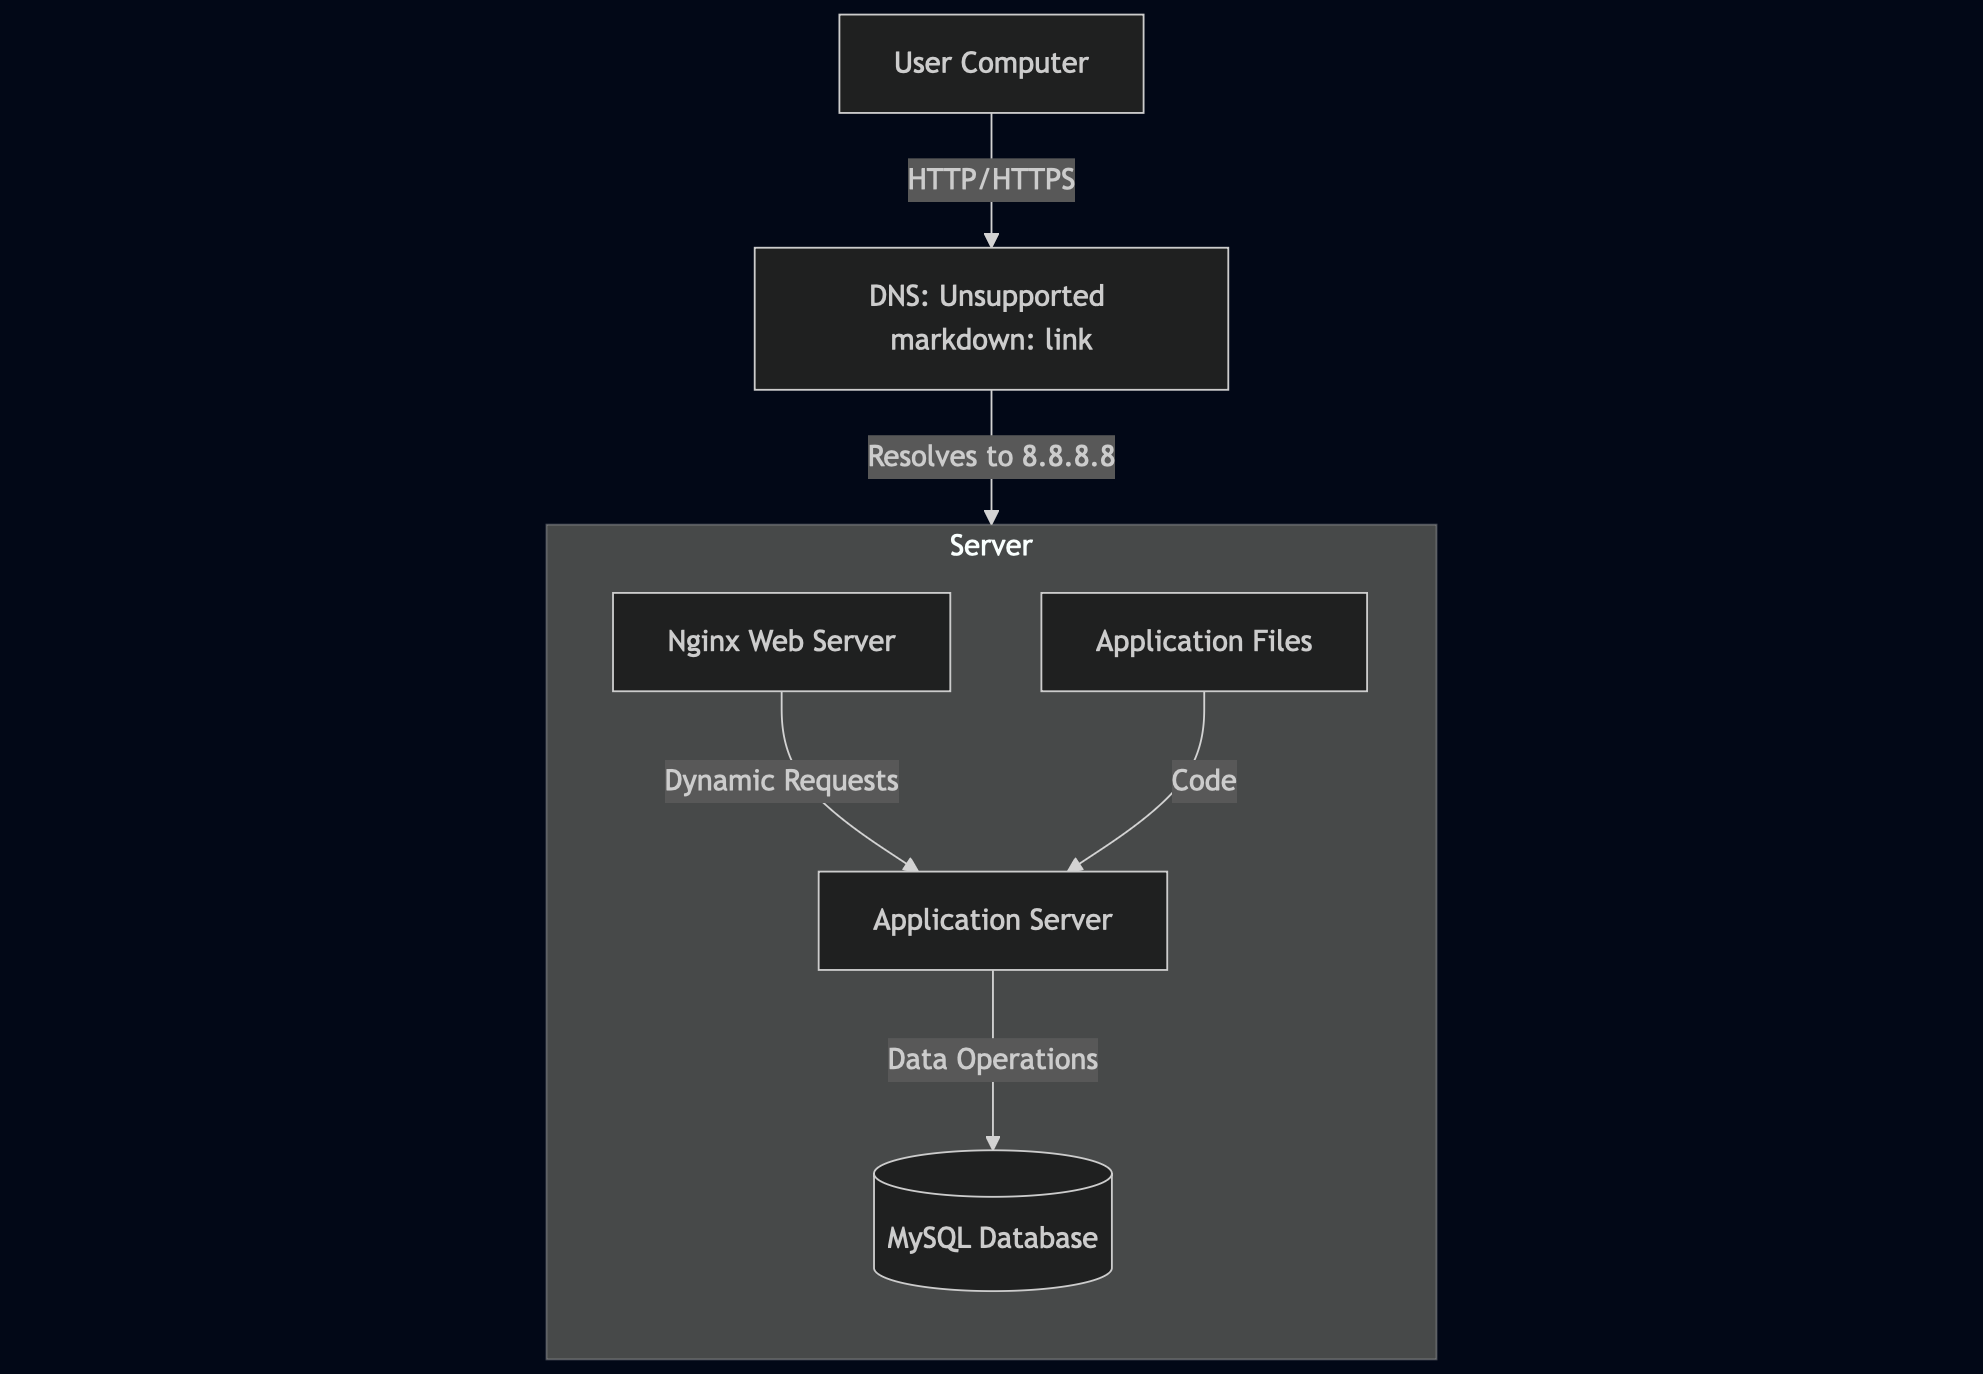 User Computer
HTTP/HTTPS
DNS: Unsupported
markdown: link
Resolves to 8.8.8.8
Server
Nginx Web Server
Application Files
Dynamic Requests
Code
Application Server
Data Operations
MySQL Database